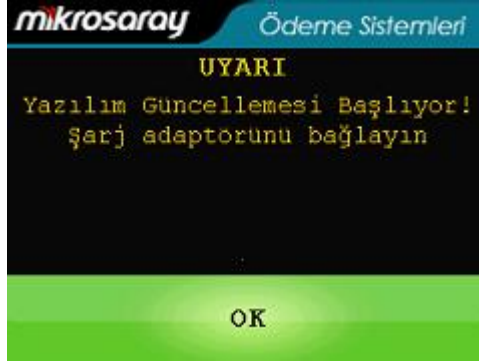 mikrosaray Ödeme Sistemleri
UYARI
Yazılım Güncellemesi Başlıyor!
Şarj adaptorunu bağlayın
OK